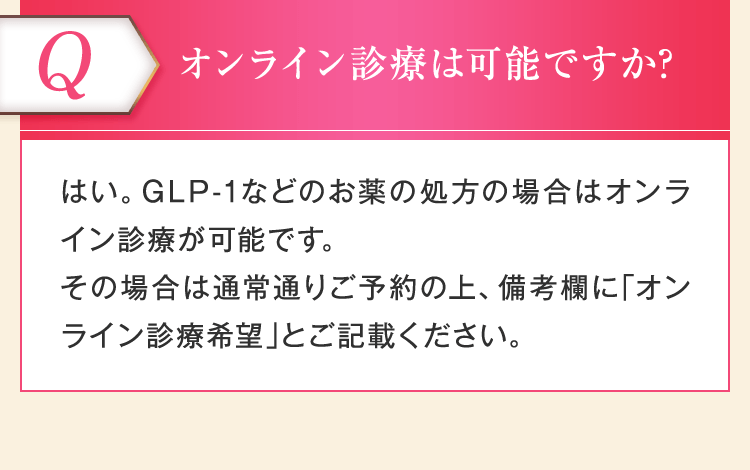 Q
オンライン診療は可能ですか?
はい。GLP-1などのお薬の処方の場合はオンラ
イン診療が可能です。
その場合は通常通りご予約の上、備考欄に「オン
ライン診療希望」とご記載ください。